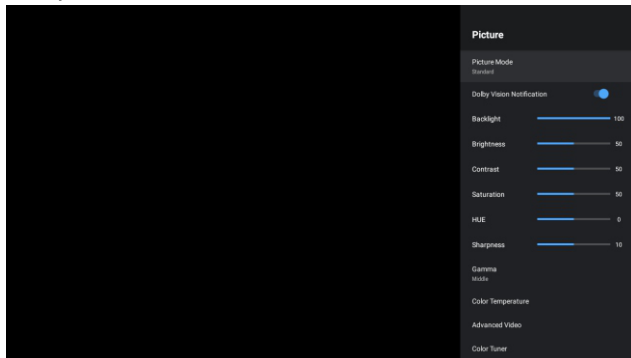 Picture
Picture Mode
Standard
Dolby Vision Notification
Backlight 100
Brightness 50
Contrast 50
Saturation 50
HUE 0
Sharpness 10
Gamma
Middle
Color Temperature
Advanced Video
Color Tuner